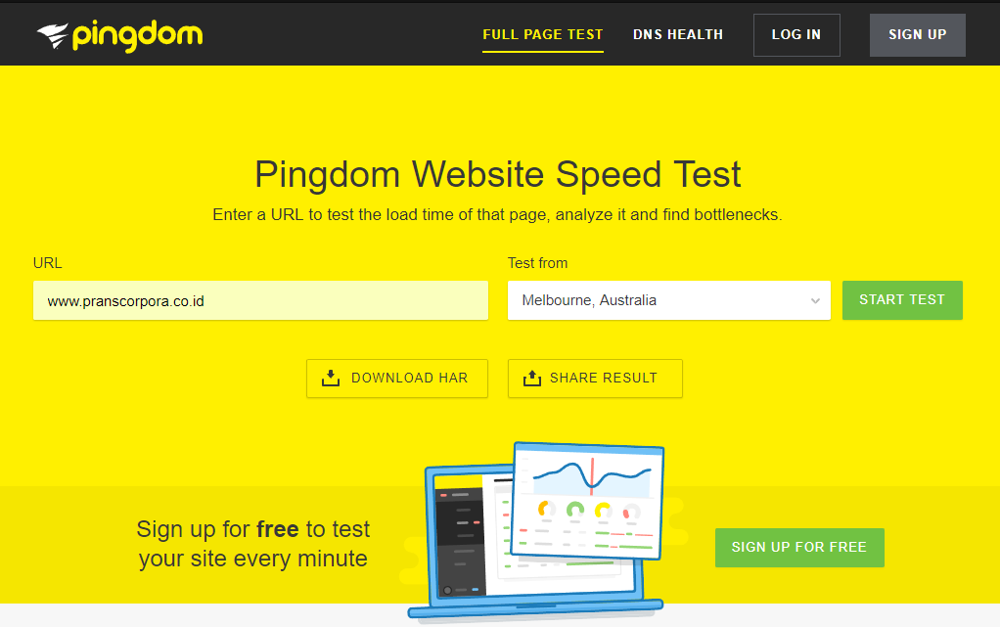 pingdom
FULL PAGE TEST
DNS HEALTH
LOG IN
SIGN UP
Pingdom Website Speed Test
Enter a URL to test the load time of that page, analyze it and find bottlenecks.
URL
Test from
www.pranscorpora.co.id
Melbourne, Australia
START TEST
DOWNLOAD HAR
SHARE RESULT
Sign up for free to test
your site every minute
SIGN UP FOR FREE